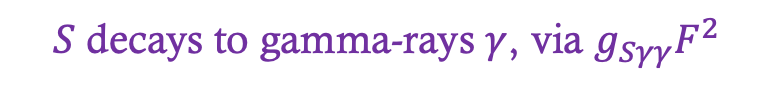 S decays to gamma-rays γ, via g_{Sγγ}F²